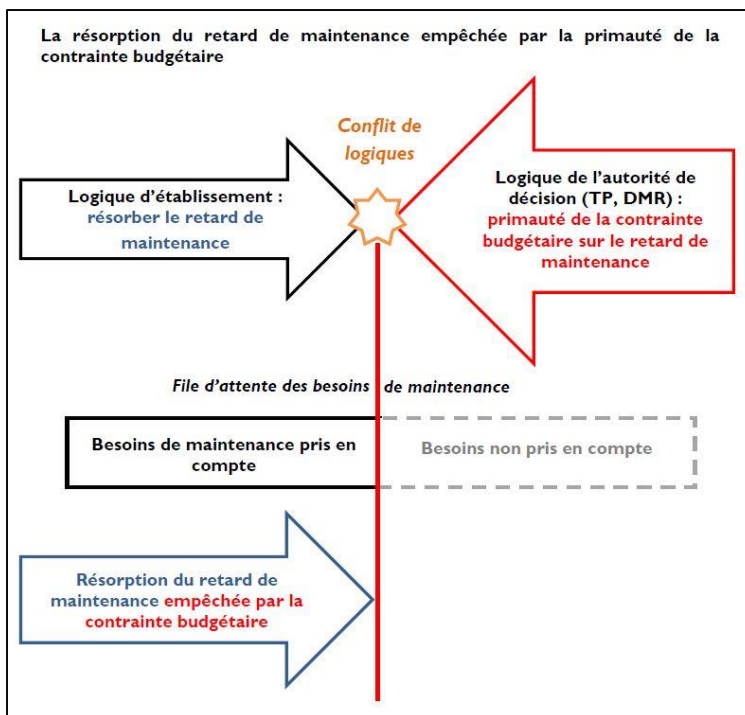 La résorption du retard de maintenance empêchée par la primauté de la
contrainte budgétaire
Conflit de
logiques
Logique d’établissement :
résorber le retard de
maintenance
Logique de l’autorité de
décision (TP, DMR) :
primauté de la contrainte
budgétaire sur le retard de
maintenance
File d’attente des besoins de maintenance
Besoins de maintenance pris en
compte
Besoins non pris en compte
Résorption du retard de
maintenance empêchée par la
contrainte budgétaire